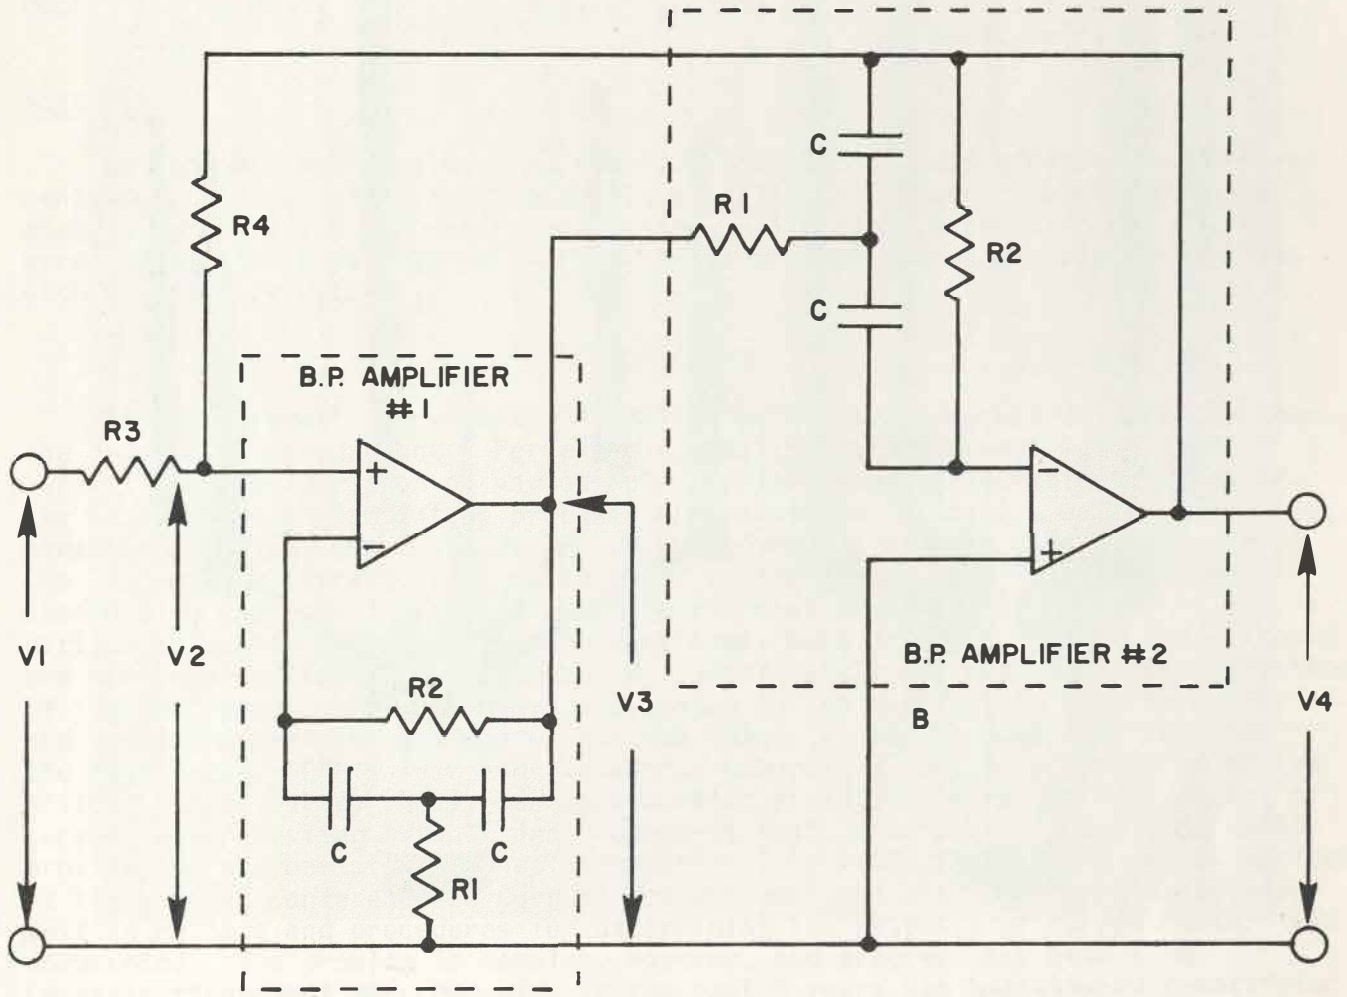 C
R1
R4
R2
C
B.P. AMPLIFIER
#1
R3
+
−
−
+
V1
V2
R2
V3
B.P. AMPLIFIER #2
B
V4
C
C
R1